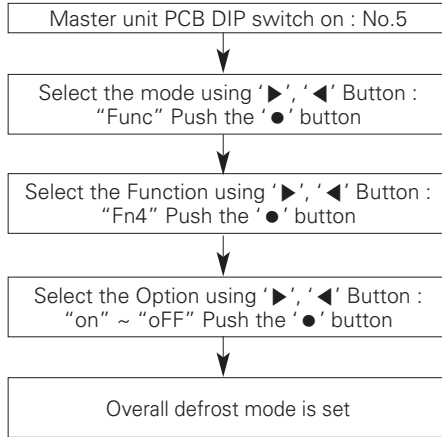 Master unit PCB DIP switch on : No.5
Select the mode using ‘▶’, ‘◀’ Button :
“Func” Push the ‘●’ button
Select the Function using ‘▶’, ‘◀’ Button :
“Fn4” Push the ‘●’ button
Select the Option using ‘▶’, ‘◀’ Button :
“on” ~ “oFF” Push the ‘●’ button
Overall defrost mode is set